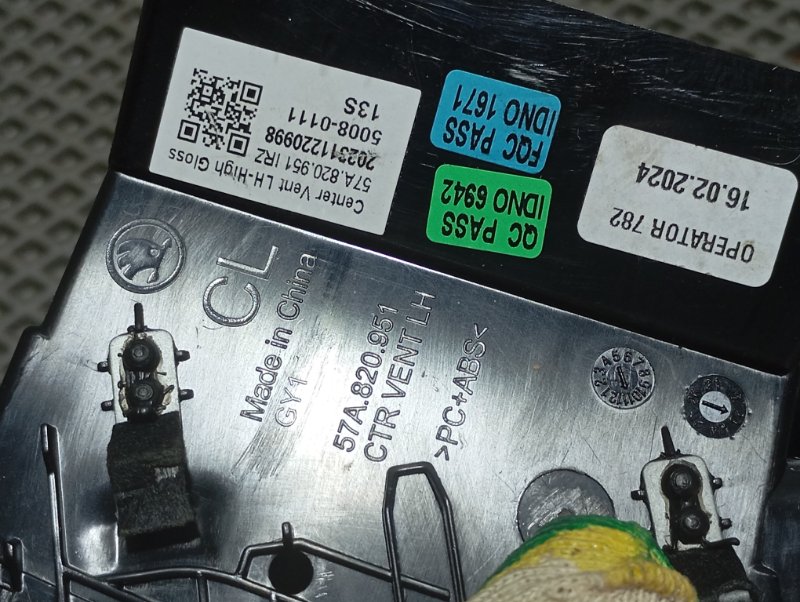 Center Vent LH-High Gloss
57A.820.951 IRZ
202311220998
5008-0111
13S
FQC PASS
IDNO 1671
QC PASS
IDNO 6942
OPERATOR 782
16.02.2024
CL
Made in China
GY1
57A.820.951
CTR VENT LH
>PC+ABS<